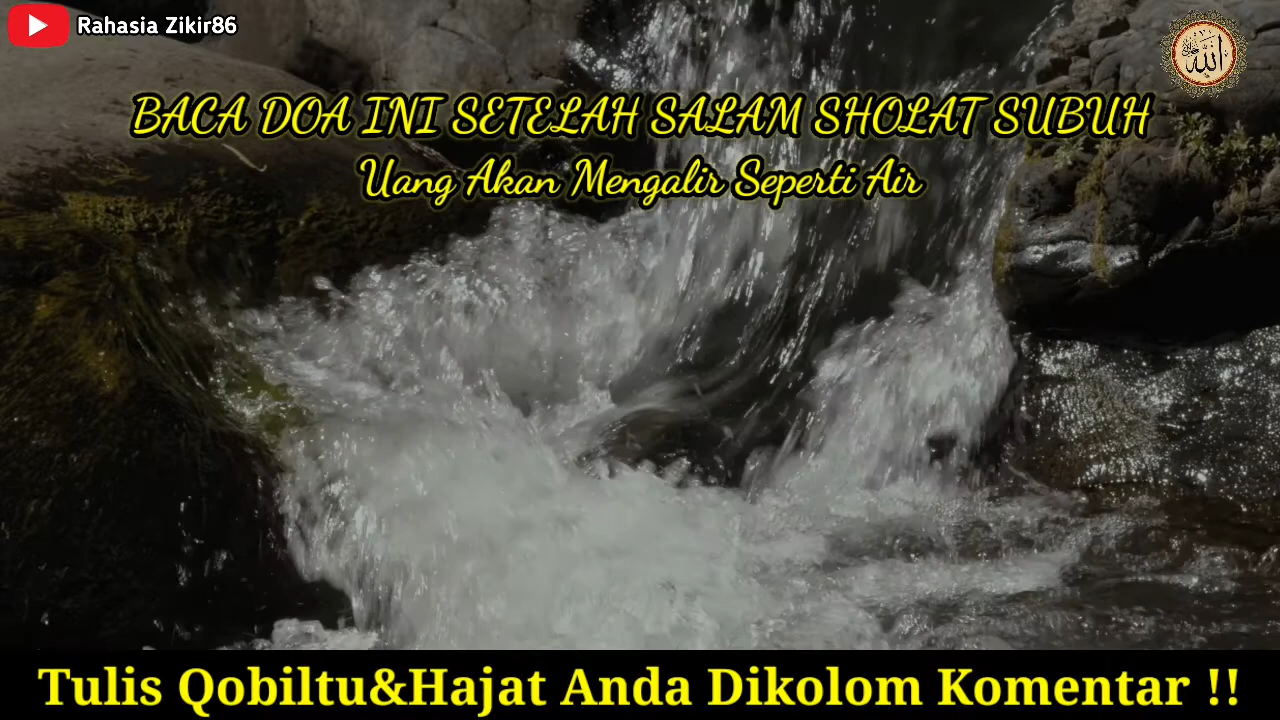 Rahasia Zikir86
الله
BACA DOA INI SETELAH SALAM SHOLAT SUBUH
Uang Akan Mengalir Seperti Air
Tulis Qobiltu&Hajat Anda Dikolom Komentar !!